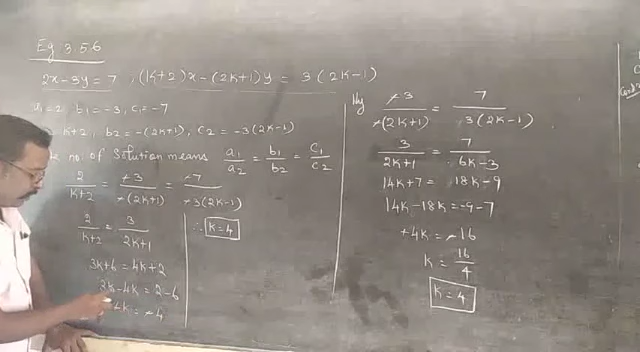 Eg 3.56
2x-3y = 7 , (k+2)x-(2k+1)y = 3(2k-1)
a₁=2, b₁=-3, c₁=-7
k+2, b₂=-(2k+1), c₂=-3(2k-1)
no. of Solution means a₁/a₂ = b₁/b₂ = c₁/c₂
2/(k+2) = -3/-(2k+1) = -7/-3(2k-1)
2/(k+2) = 3/(2k+1)
3k+6 = 4k+2
3k-4k = 2-6
k = -4
∴ k=4
-3/-(2k+1) = 7/3(2k-1)
3/(2k+1) = 7/(6k-3)
14k+7 = 18k-9
14k-18k = -9-7
+4k = -16
k = 16/4
k=4